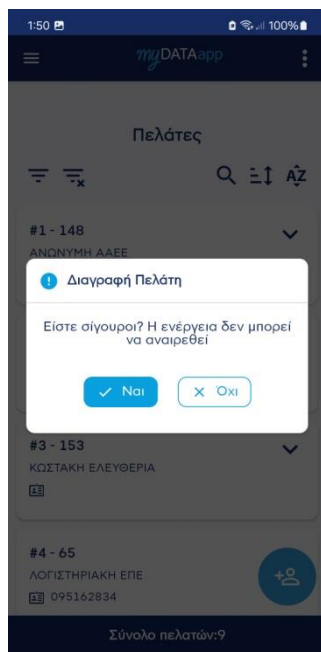 1:50 100%
myDATAapp
Πελάτες
AZ
#1 - 148
ΑΝΩΝΥΜΗ ΑΑΕΕ
Διαγραφή Πελάτη
Είστε σίγουροι? Η ενέργεια δεν μπορεί
να αναιρεθεί
Ναι Όχι
#3 - 153
ΚΩΣΤΑΚΗ ΕΛΕΥΘΕΡΙΑ
#4 - 65
ΛΟΓΙΣΤΗΡΙΑΚΗ ΕΠΕ
095162834
Σύνολο πελατών:9